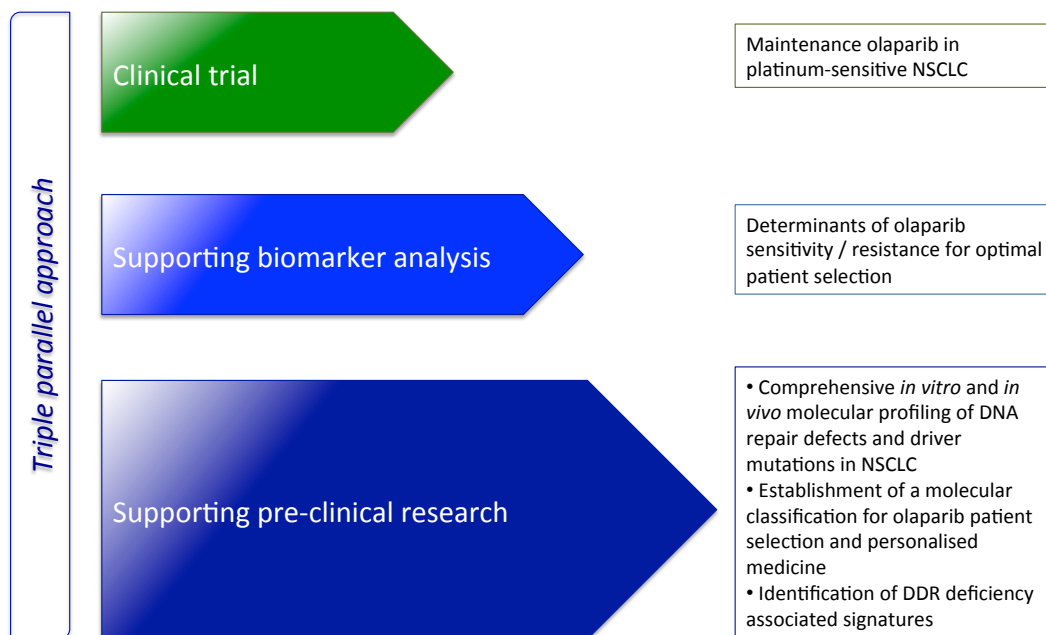 Triple parallel approach
Clinical trial
Maintenance olaparib in
platinum-sensitive NSCLC
Supporting biomarker analysis
Determinants of olaparib
sensitivity / resistance for optimal
patient selection
Supporting pre-clinical research
• Comprehensive in vitro and in
vivo molecular profiling of DNA
repair defects and driver
mutations in NSCLC
• Establishment of a molecular
classification for olaparib patient
selection and personalised
medicine
• Identification of DDR deficiency
associated signatures